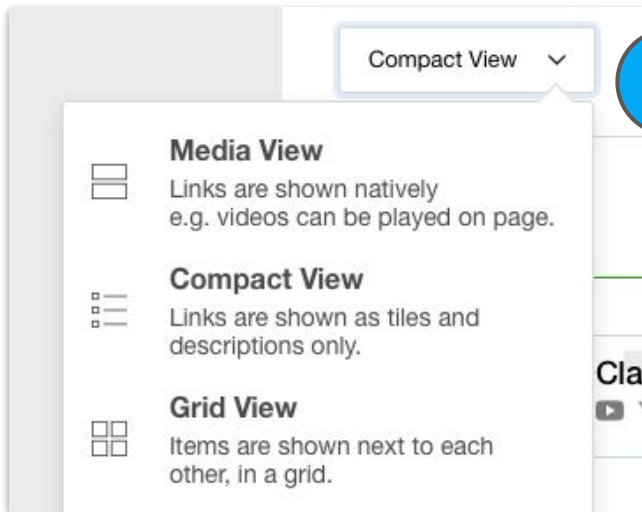 Compact View
Media View
Links are shown natively
e.g. videos can be played on page.
Compact View
Links are shown as tiles and
descriptions only.
Cla
Grid View
Items are shown next to each
other, in a grid.